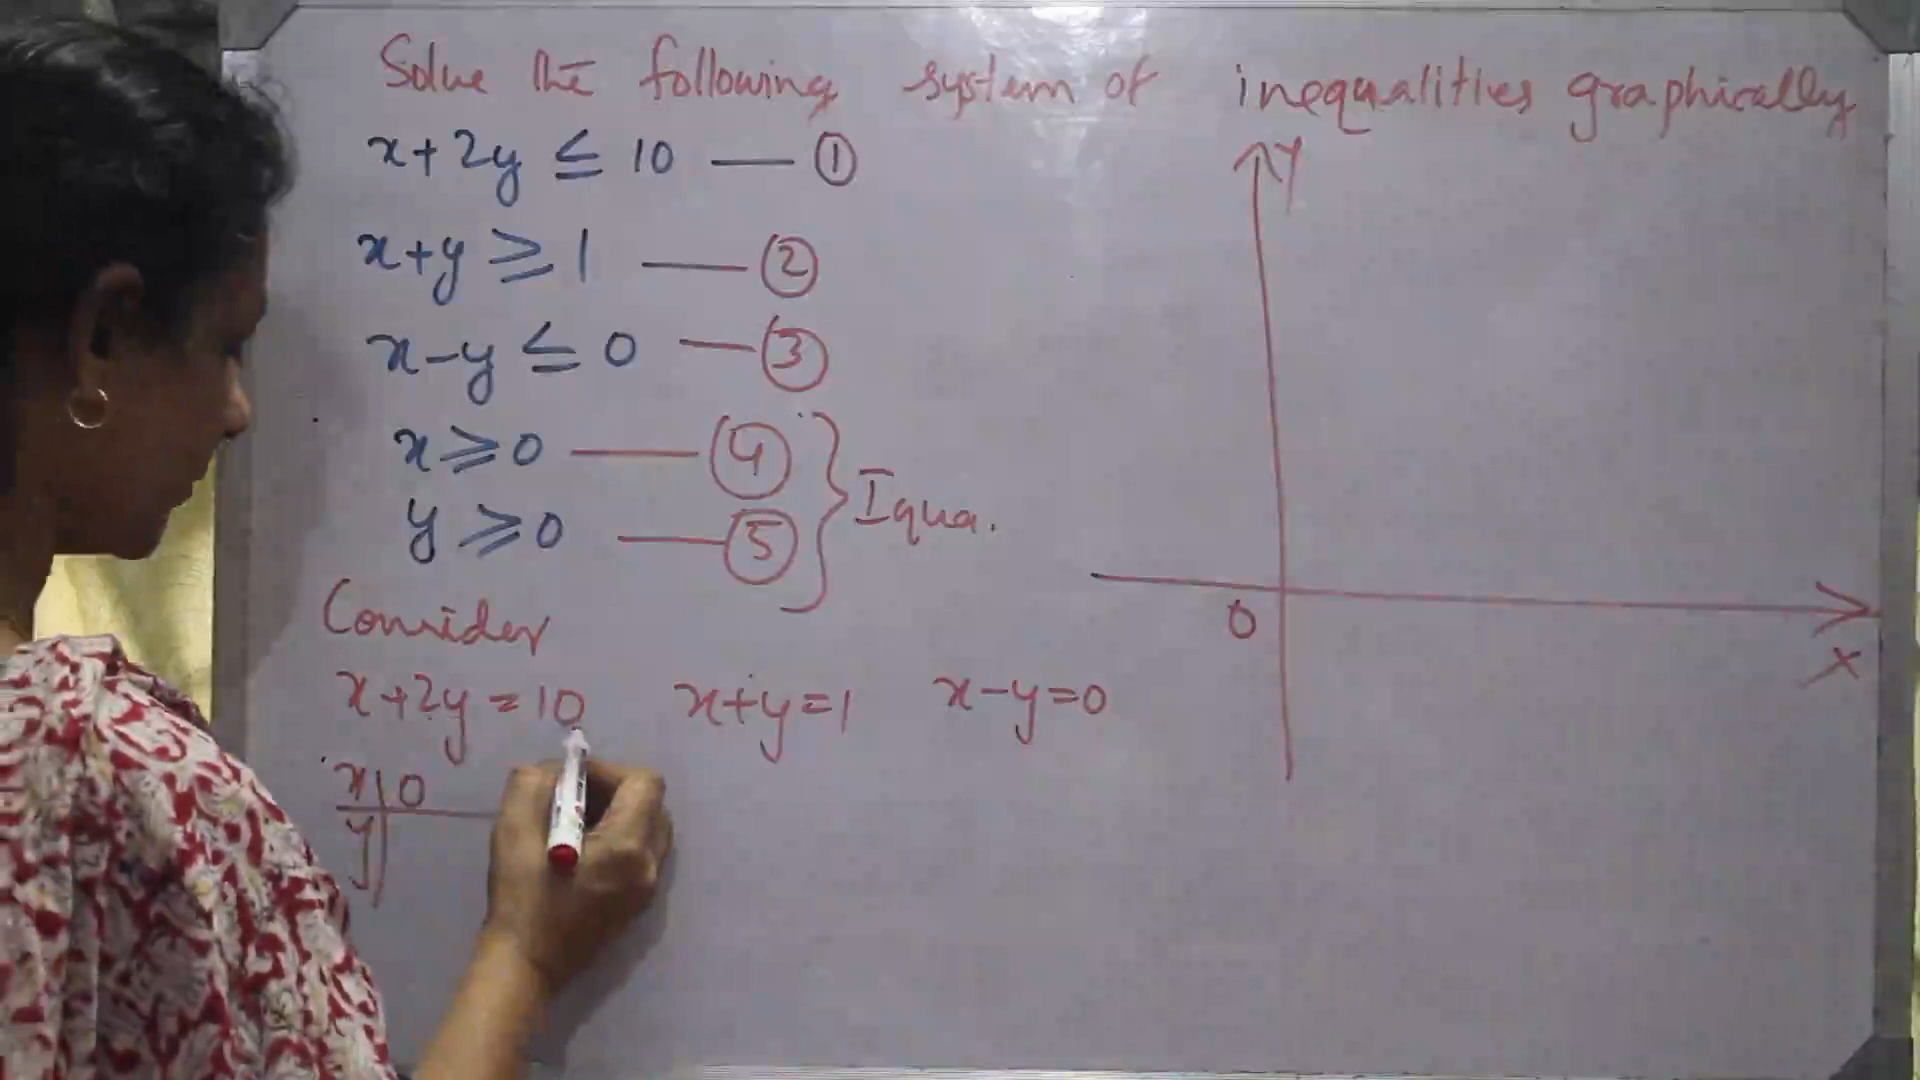 Solve the following system of inequalities graphically
x+2y ≤ 10 — ①
x+y ≥ 1 — ②
x-y ≤ 0 — ③
x ≥ 0 — ④
y ≥ 0 — ⑤ } I qua.
Consider
x+2y=10 x+y=1 x-y=0
x | 0
y |
Y
0
X